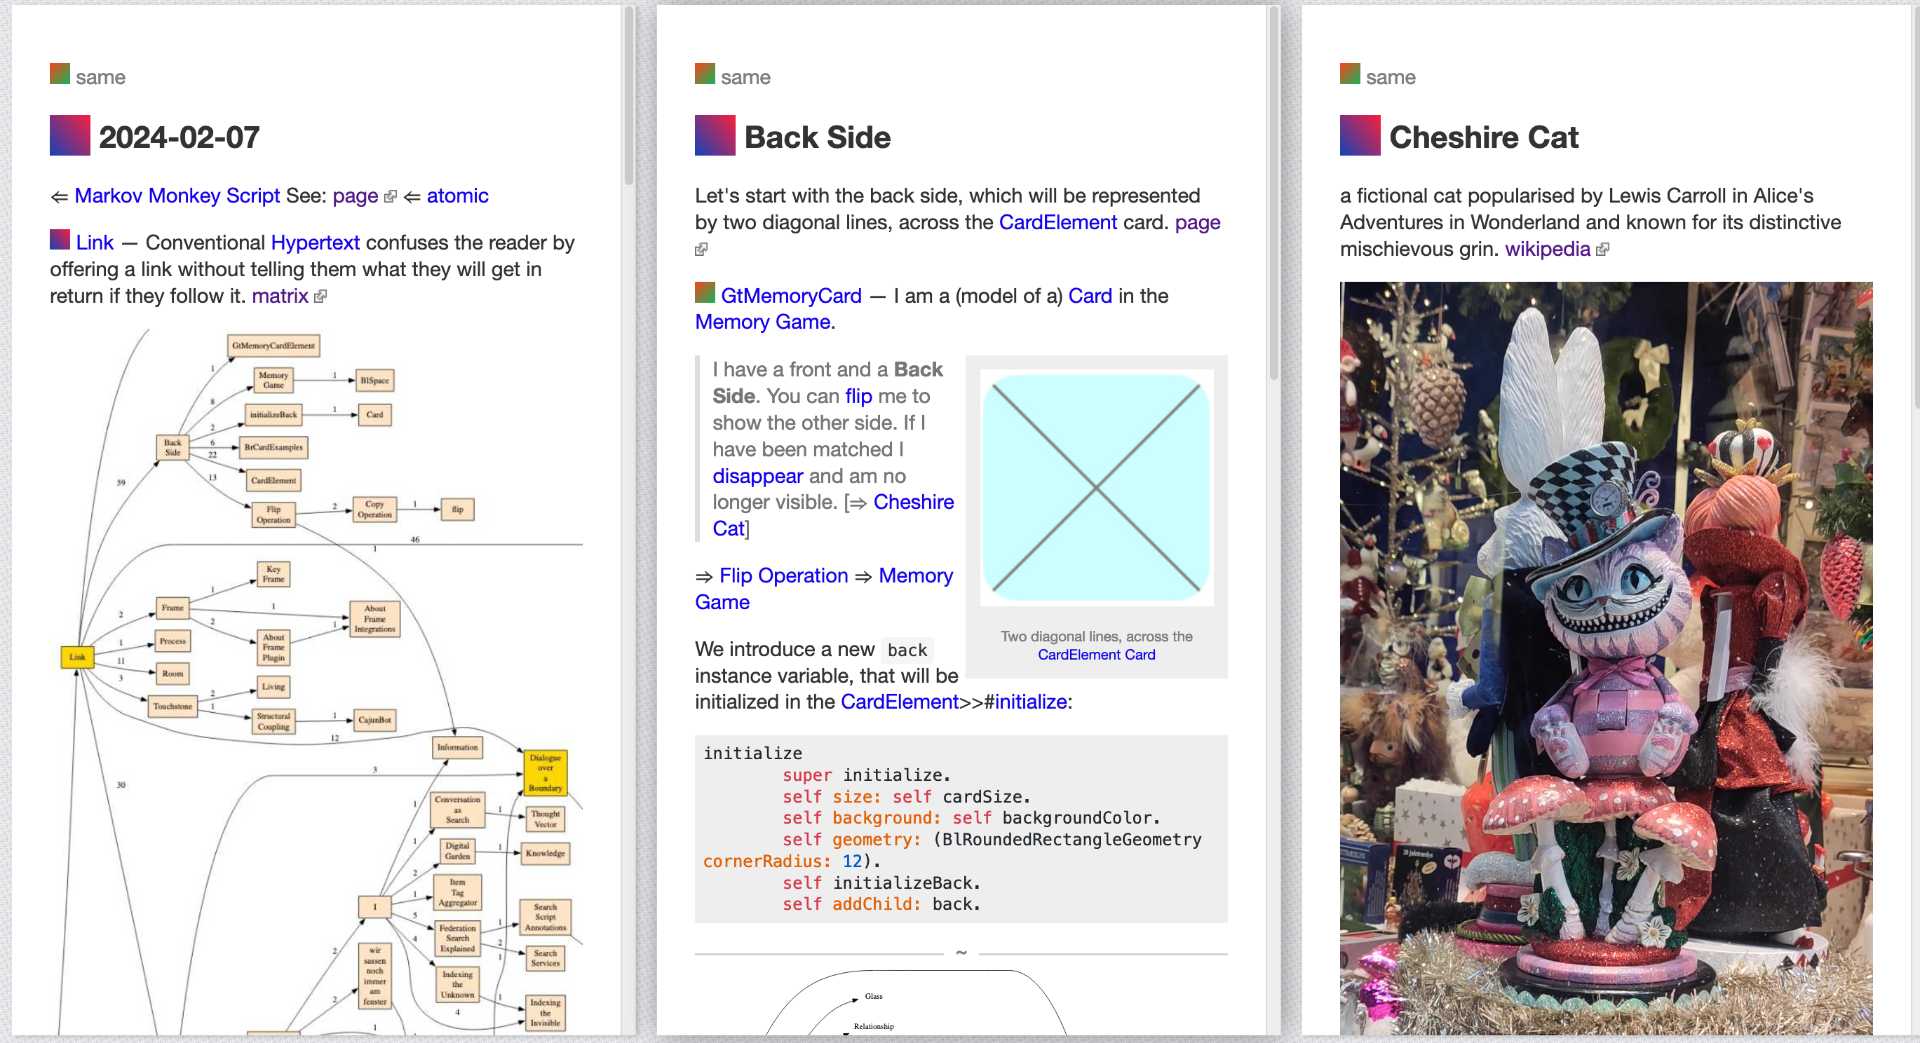 same
2024-02-07
⇐ Markov Monkey Script See: page ⇐ atomic
Link — Conventional Hypertext confuses the reader by
offering a link without telling them what they will get in
return if they follow it. matrix
GtMemoryCardElement
1
Memory
Game
1
BlSpace
8
initializeBack
1
Card
2
Back
Side
6
BtCardExamples
22
CardElement
13
59
Flip
Operation
2
Copy
Operation
1
flip
46
1
Key
Frame
1
Frame
1
About
Frame
Integrations
2
2
About
Frame
Plugin
1
1
Process
Link
11
Room
3
Touchstone
2
Living
1
Structural
Coupling
1
CajunBot
12
Information
Dialogue
over
a
Boundary
3
30
1
Conversation
as
Search
1
Thought
Vector
1
Digital
Garden
1
Knowledge
2
Item
Tag
Aggregator
1
I
5
Federation
Search
Explained
1
Search
Script
Annotations
4
2
Search
Services
1
2
wir
sassen
noch
immer
am
fenster
Indexing
the
Unknown
1
2
4
Indexing
the
Invisible
1
same
Back Side
Let's start with the back side, which will be represented
by two diagonal lines, across the CardElement card. page
GtMemoryCard — I am a (model of a) Card in the
Memory Game.
I have a front and a Back
Side. You can flip me to
show the other side. If I
have been matched I
disappear and am no
longer visible. [⇒ Cheshire
Cat]
Two diagonal lines, across the
CardElement Card
⇒ Flip Operation ⇒ Memory
Game
We introduce a new back
instance variable, that will be
initialized in the CardElement>>#initialize:
initialize
super initialize.
self size: self cardSize.
self background: self backgroundColor.
self geometry: (BlRoundedRectangleGeometry
cornerRadius: 12).
self initializeBack.
self addChild: back.
~
Glass
Relationship
same
Cheshire Cat
a fictional cat popularised by Lewis Carroll in Alice's
Adventures in Wonderland and known for its distinctive
mischievous grin. wikipedia